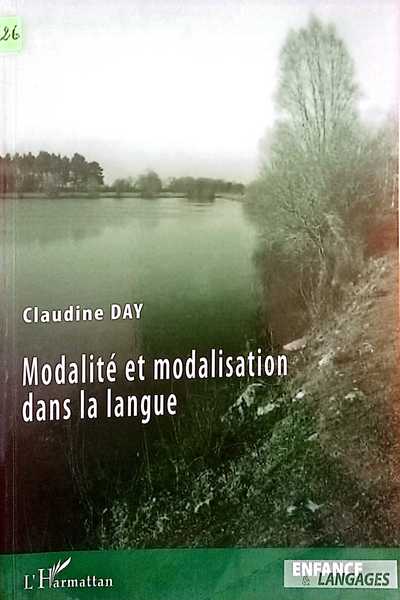 26
Claudine DAY
Modalité et modalisation
dans la langue
L'Harmattan
ENFANCE
& LANGAGES